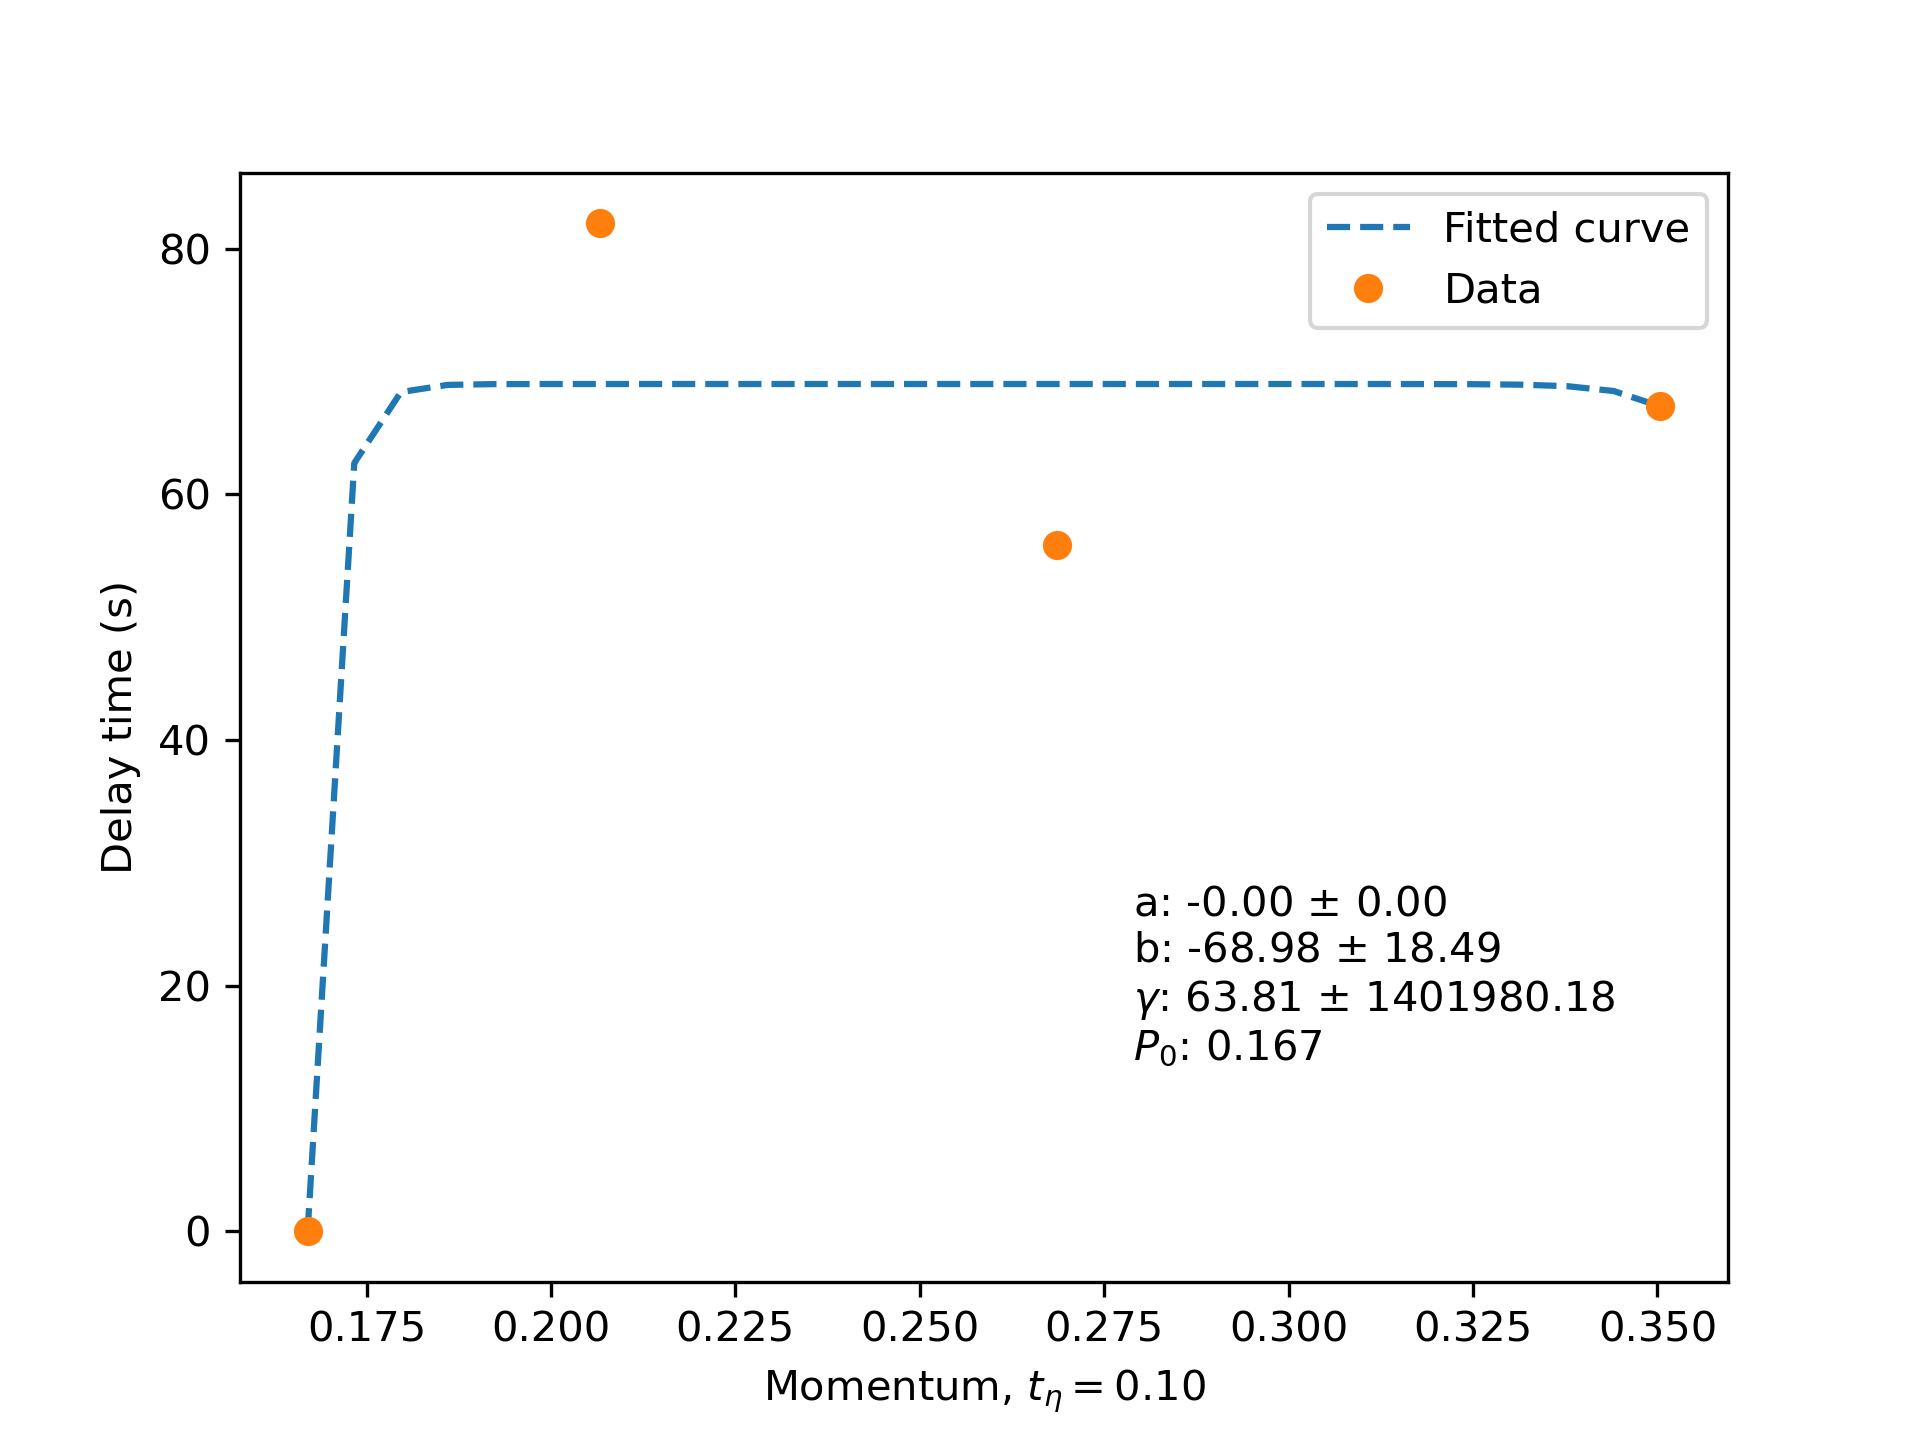 Fitted curve
Data
80
60
40
20
0
Delay time (s)
a: -0.00 ± 0.00
b: -68.98 ± 18.49
γ: 63.81 ± 1401980.18
P₀: 0.167
0.175 0.200 0.225 0.250 0.275 0.300 0.325 0.350
Momentum, tη = 0.10